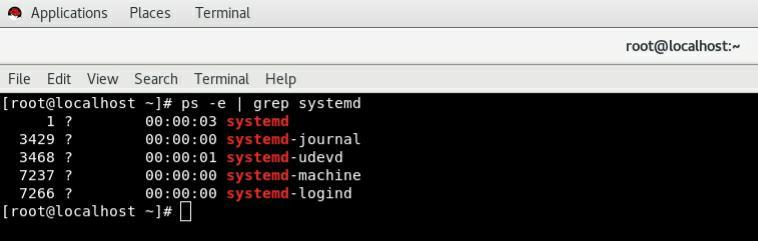 Applications Places Terminal
root@localhost:~
File Edit View Search Terminal Help
[root@localhost ~]# ps -e | grep systemd
1 ? 00:00:03 systemd
3429 ? 00:00:00 systemd-journal
3468 ? 00:00:01 systemd-udevd
7237 ? 00:00:00 systemd-machine
7266 ? 00:00:00 systemd-logind
[root@localhost ~]#